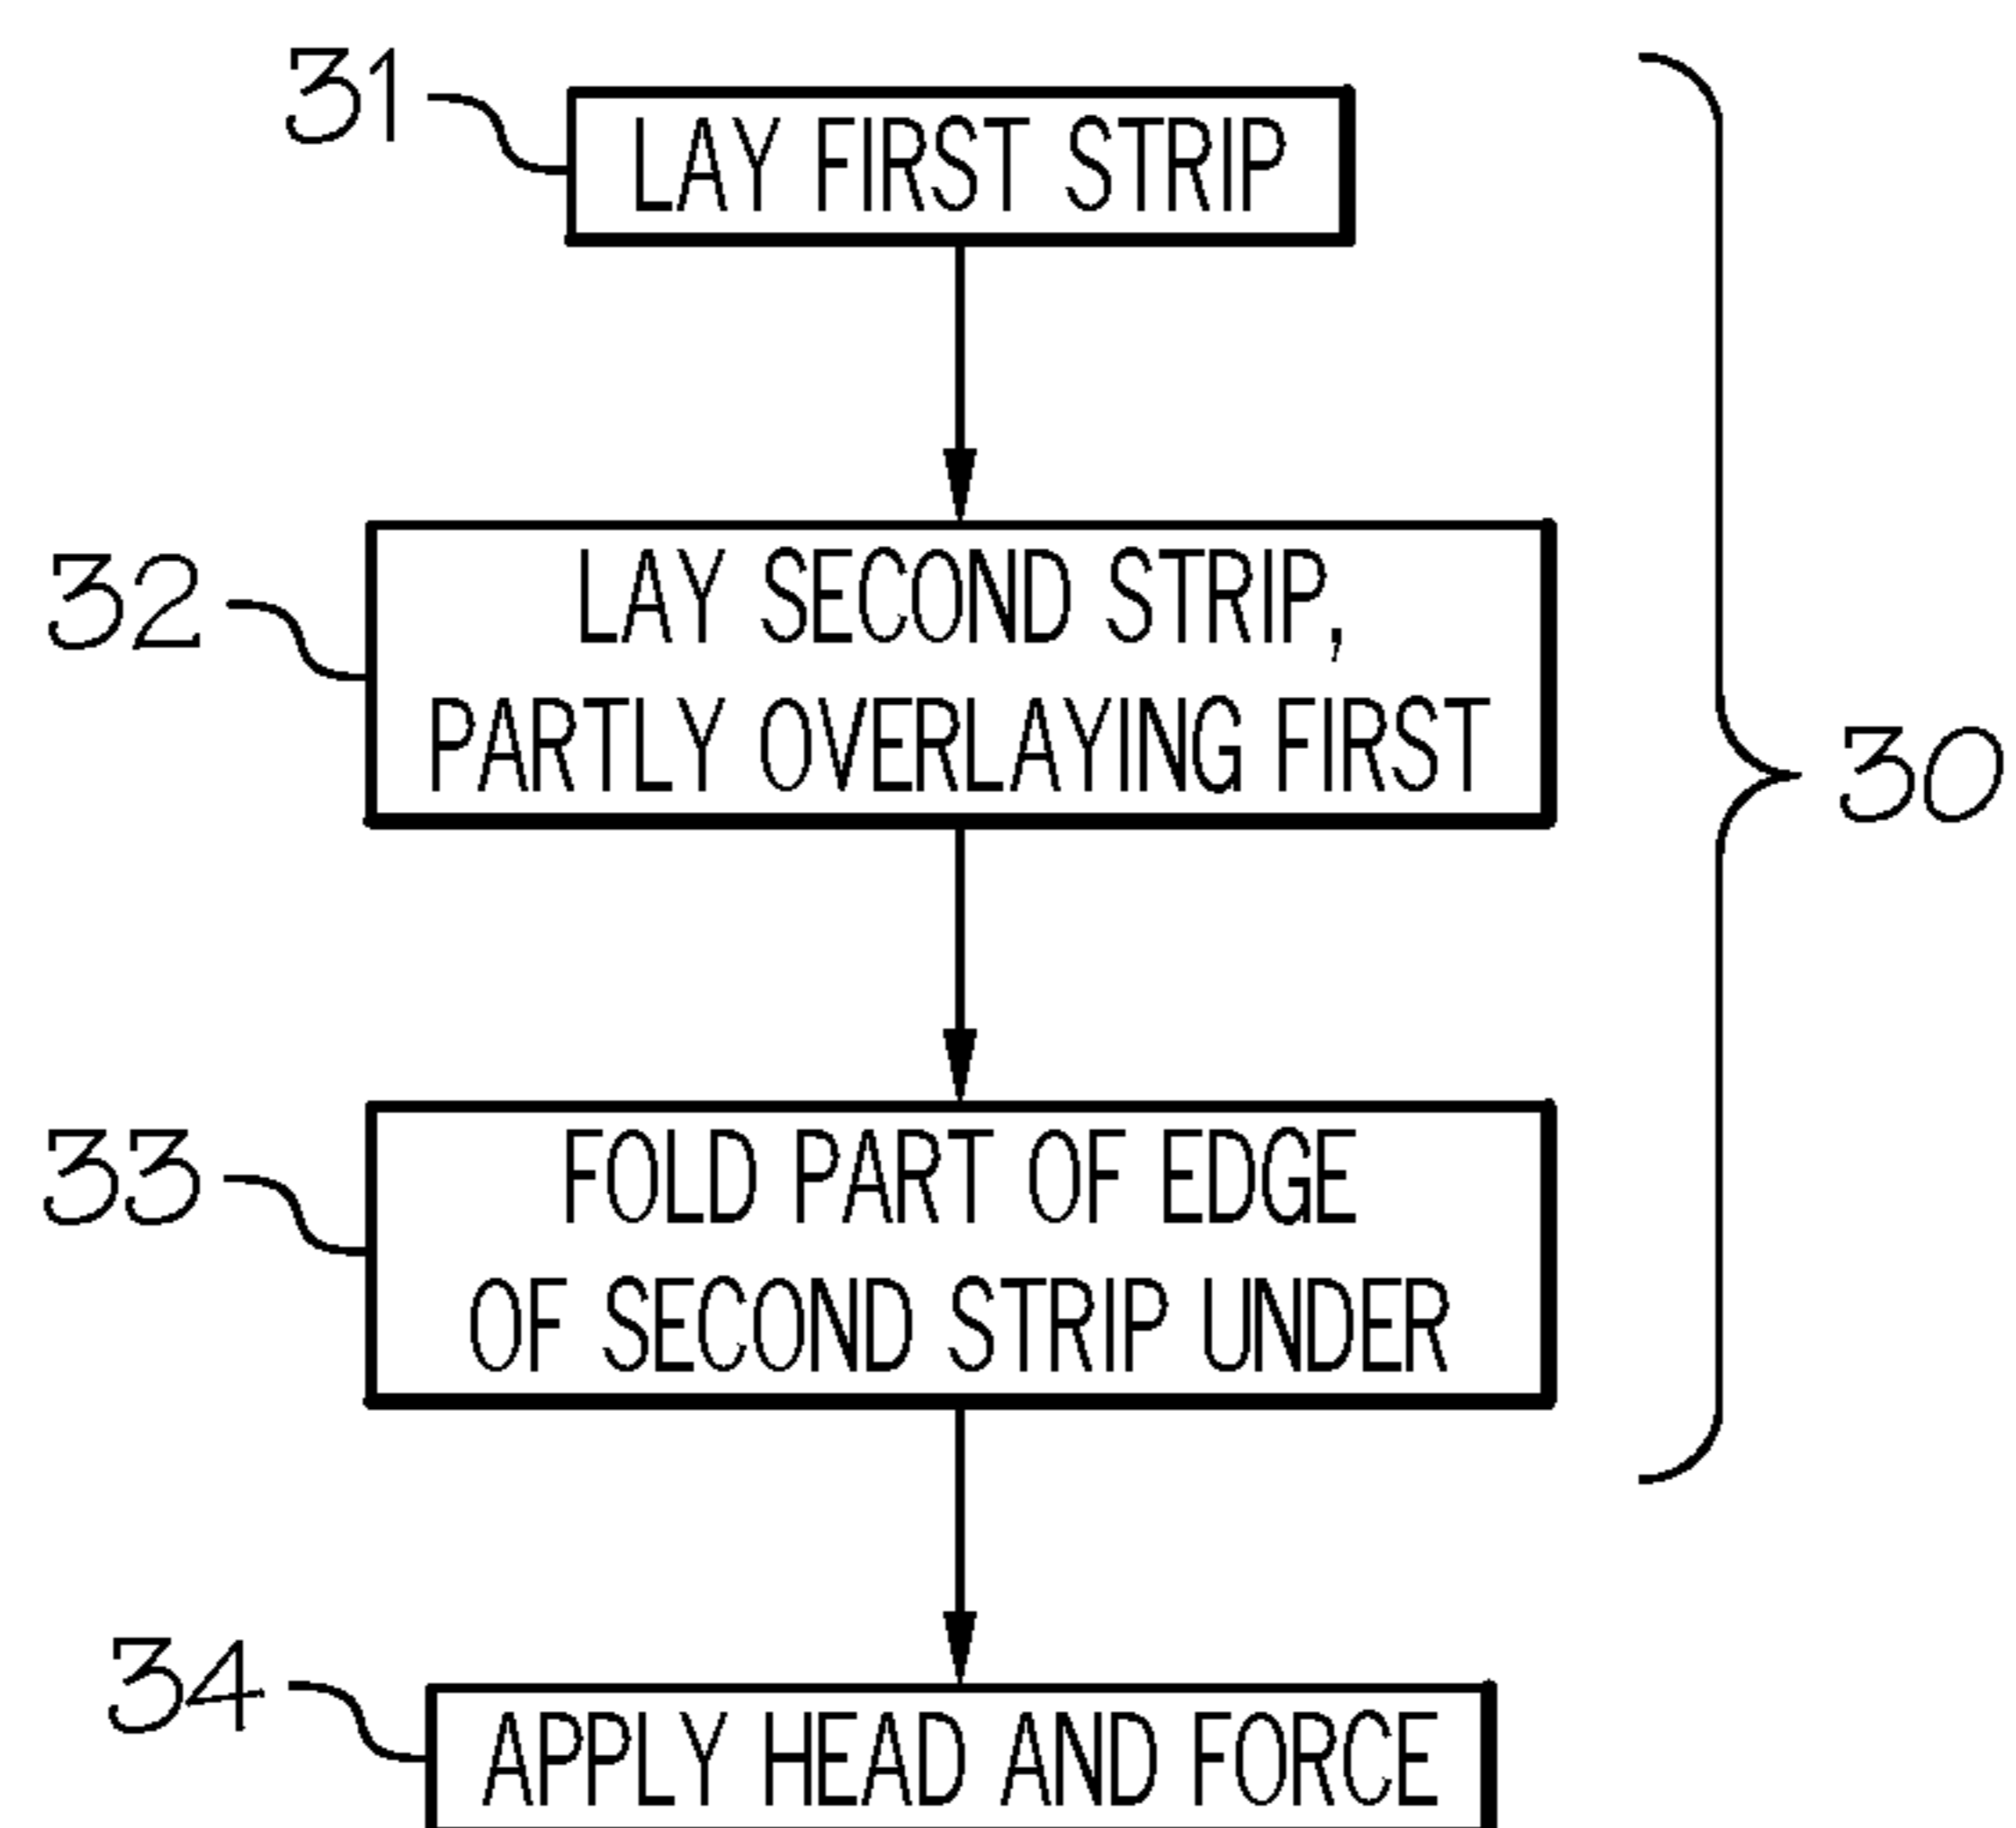 31
LAY FIRST STRIP
32
LAY SECOND STRIP,
PARTLY OVERLAYING FIRST
30
33
FOLD PART OF EDGE
OF SECOND STRIP UNDER
34
APPLY HEAD AND FORCE